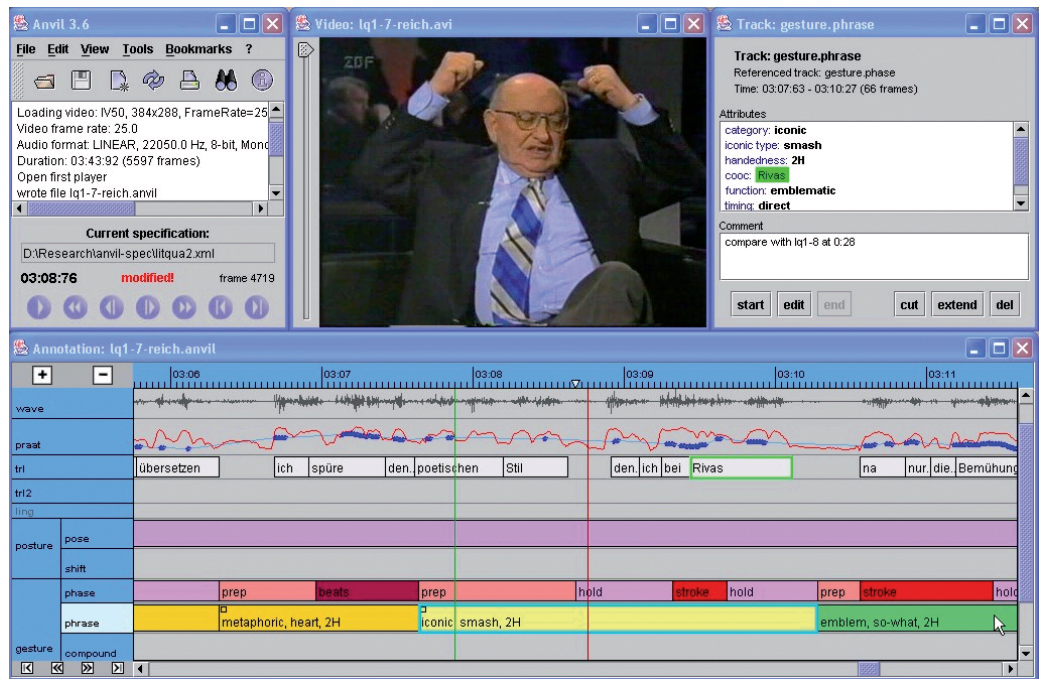 Anvil 3.6
File Edit View Tools Bookmarks ?
Loading video: IV50, 384x288, FrameRate=25
Video frame rate: 25.0
Audio format: LINEAR, 22050.0 Hz, 8-bit, Mono
Duration: 03:43:92 (5597 frames)
Open first player
wrote file lq1-7-reich.anvil
Current specification:
D:\Research\anvil-spec\litqua2.xml
03:08:76 modified! frame 4719
Video: lq1-7-reich.avi
ZDF
Track: gesture.phrase
Track: gesture.phrase
Referenced track: gesture.phase
Time: 03:07:63 - 03:10:27 (66 frames)
Attributes
category: iconic
iconic type: smash
handedness: 2H
cooc: Rivas
function: emblematic
timing: direct
Comment
compare with lq1-8 at 0:28
start edit end cut extend del
Annotation: lq1-7-reich.anvil
+ - 03:06 03:07 03:08 03:09 03:10 03:11
wave
praat
trl übersetzen ich spüre den. poetischen Stil den. ich bei Rivas na nur. die. Bemühung
trl2
ling
posture pose
shift
phase prep beats prep hold stroke hold prep stroke hold
phrase metaphoric, heart, 2H iconic, smash, 2H emblem, so-what, 2H
gesture compound